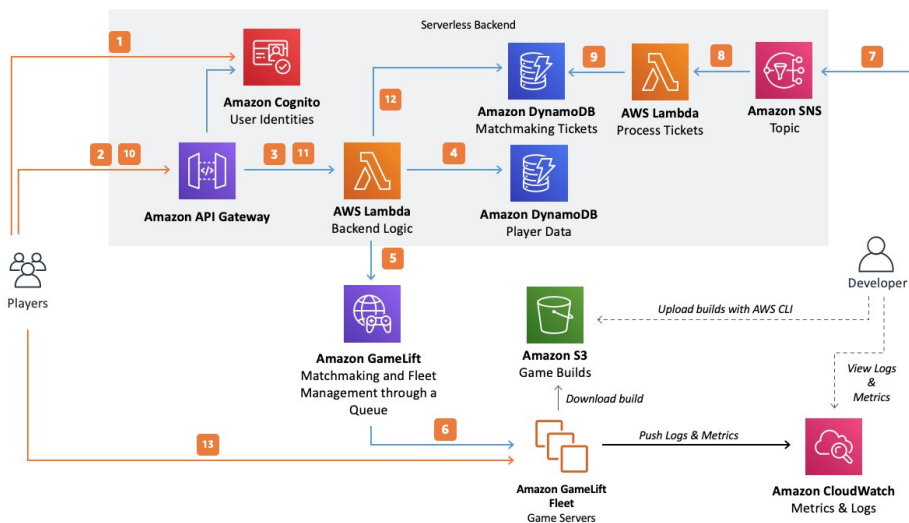 Serverless Backend
1
7
8
9
Amazon Cognito
User Identities
12
Amazon DynamoDB
Matchmaking Tickets
AWS Lambda
Process Tickets
Amazon SNS
Topic
2
10
3
11
4
Amazon API Gateway
AWS Lambda
Backend Logic
Amazon DynamoDB
Player Data
5
Players
Developer
Upload builds with AWS CLI
Amazon GameLift
Matchmaking and Fleet
Management through a
Queue
Amazon S3
Game Builds
View Logs
&
Metrics
Download build
6
13
Push Logs & Metrics
Amazon GameLift
Fleet
Game Servers
Amazon CloudWatch
Metrics & Logs